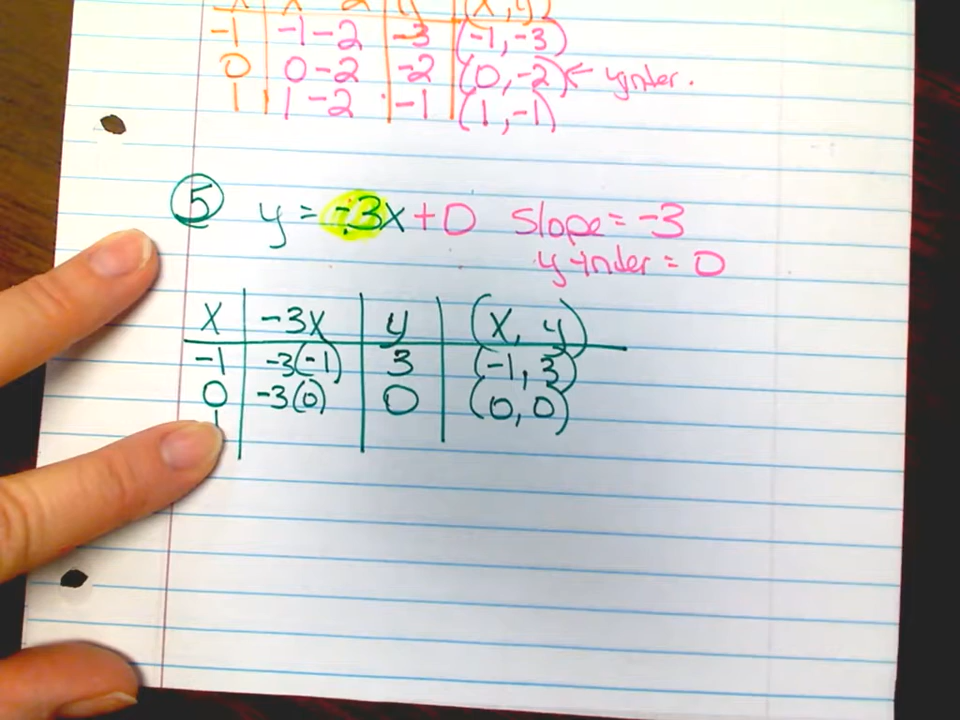 -1 -1-2 -3 (-1,-3)
0 0-2 -2 (0,-2) ← yinter.
1 1-2 -1 (1,-1)
5 y = -3x+0 slope= -3
y inter = 0
x -3x y (x, y)
-1 -3(-1) 3 (-1,3)
0 -3(0) 0 (0,0)